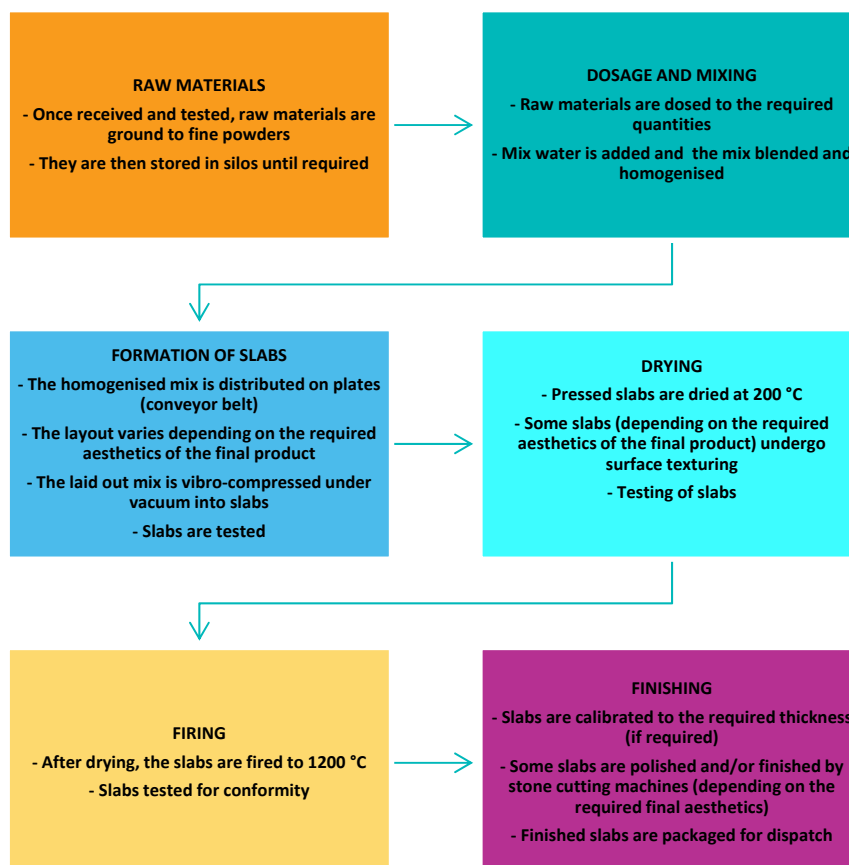 RAW MATERIALS
- Once received and tested, raw materials are
ground to fine powders
- They are then stored in silos until required
DOSAGE AND MIXING
- Raw materials are dosed to the required
quantities
- Mix water is added and the mix blended and
homogenised
FORMATION OF SLABS
- The homogenised mix is distributed on plates
(conveyor belt)
- The layout varies depending on the required
aesthetics of the final product
- The laid out mix is vibro-compressed under
vacuum into slabs
- Slabs are tested
DRYING
- Pressed slabs are dried at 200 °C
- Some slabs (depending on the required
aesthetics of the final product) undergo
surface texturing
- Testing of slabs
FIRING
- After drying, the slabs are fired to 1200 °C
- Slabs tested for conformity
FINISHING
- Slabs are calibrated to the required thickness
(if required)
- Some slabs are polished and/or finished by
stone cutting machines (depending on the
required final aesthetics)
- Finished slabs are packaged for dispatch